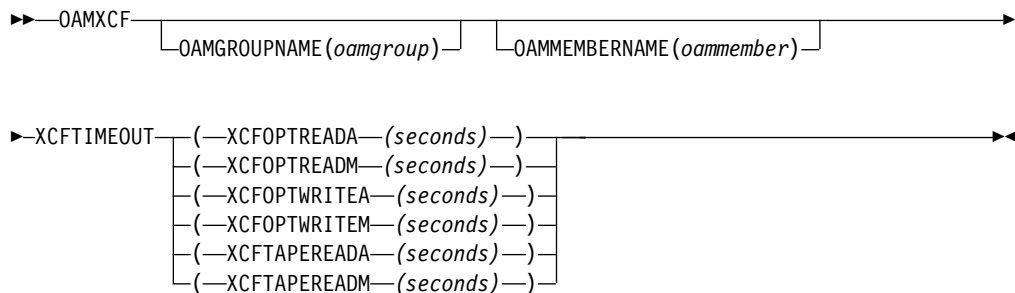 OAMXCF
OAMGROUPNAME(oamgroup) OAMMEMBERNAME(oammember)
XCFTIMEOUT ( XCFOPTREADA (seconds) )
( XCFOPTREADM (seconds) )
( XCFOPTWRITEA (seconds) )
( XCFOPTWRITEM (seconds) )
( XCFTAPEREADA (seconds) )
( XCFTAPEREADM (seconds) )